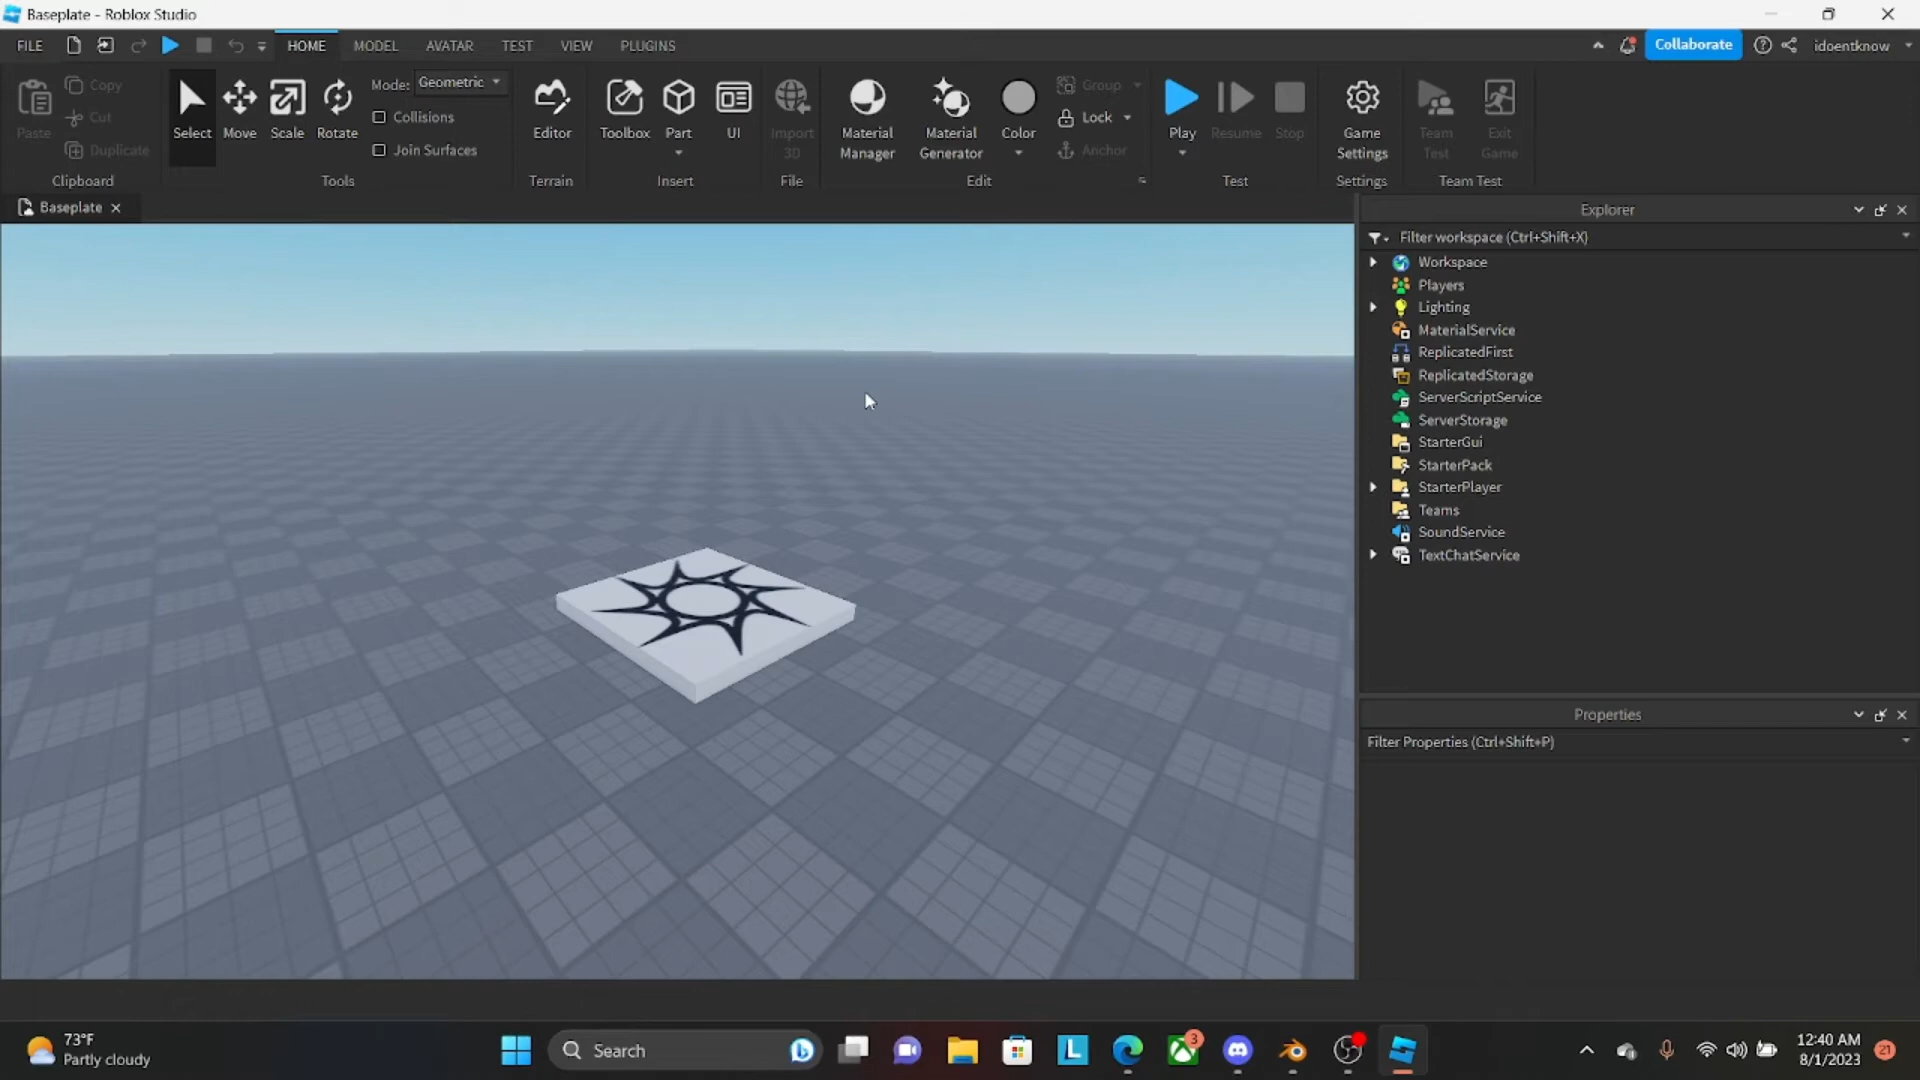 Baseplate - Roblox Studio
FILE HOME MODEL AVATAR TEST VIEW PLUGINS Collaborate idoentknow
Paste
Copy
Cut
Duplicate
Clipboard
Select Move Scale Rotate
Mode: Geometric
Collisions
Join Surfaces
Tools
Editor
Terrain
Toolbox Part UI
Insert
Import
3D
File
Material
Manager
Material
Generator
Color
Group
Lock
Anchor
Edit
Play Resume Stop
Test
Game
Settings
Settings
Team
Test
Exit
Game
Team Test
Baseplate
Explorer
Filter workspace (Ctrl+Shift+X)
Workspace
Players
Lighting
MaterialService
ReplicatedFirst
ReplicatedStorage
ServerScriptService
ServerStorage
StarterGui
StarterPack
StarterPlayer
Teams
SoundService
TextChatService
Properties
Filter Properties (Ctrl+Shift+P)
73°F
Partly cloudy
Search
L
3
12:40 AM
8/1/2023
21